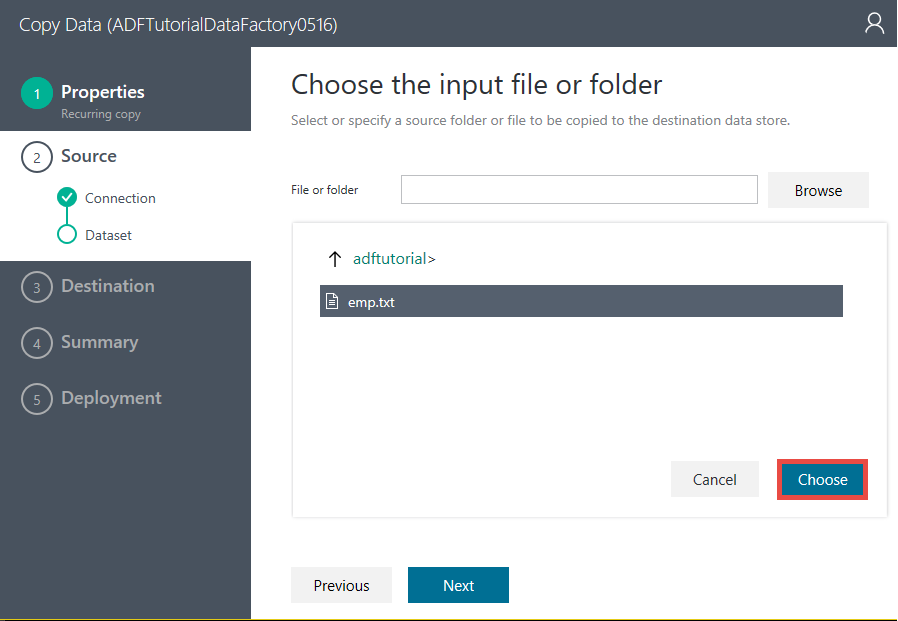 Copy Data (ADFTutorialDataFactory0516)
1 Properties
Recurring copy
2 Source
Connection
Dataset
3 Destination
4 Summary
5 Deployment
Choose the input file or folder
Select or specify a source folder or file to be copied to the destination data store.
File or folder Browse
adftutorial>
emp.txt
Cancel Choose
Previous Next